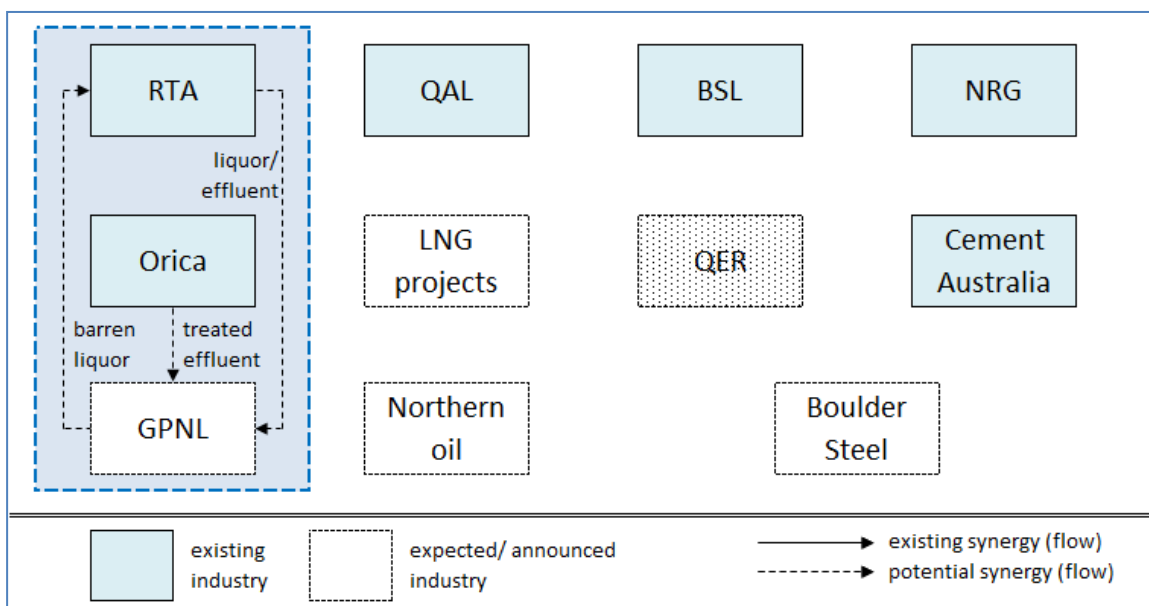 RTA
QAL
BSL
NRG
liquor/
effluent
Orica
LNG
projects
QER
Cement
Australia
barren
liquor
treated
effluent
GPNL
Northern
oil
Boulder
Steel
existing
industry
expected/ announced
industry
existing synergy (flow)
potential synergy (flow)